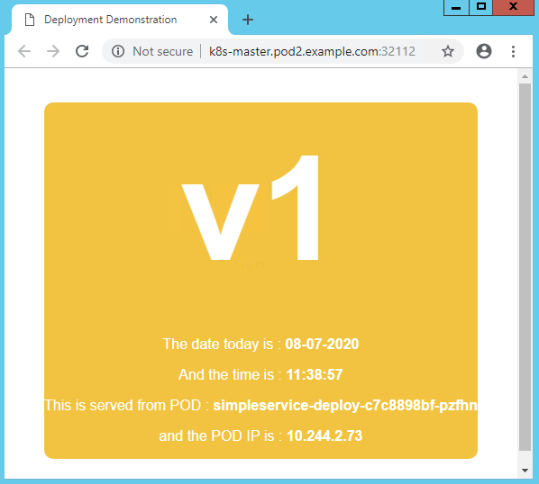 Deployment Demonstration
Not secure k8s-master.pod2.example.com:32112
v1
The date today is : 08-07-2020
And the time is : 11:38:57
This is served from POD : simpleservice-deploy-c7c8898bf-pzfhn
and the POD IP is : 10.244.2.73